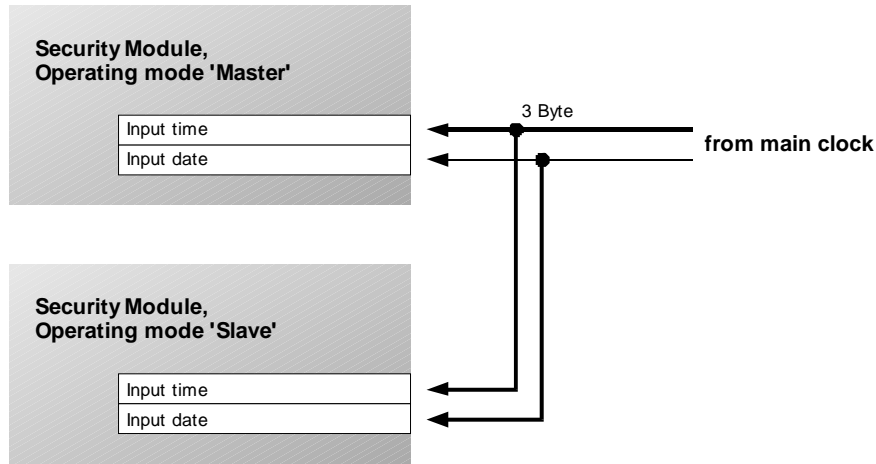 Security Module,
Operating mode 'Master'
Input time
Input date
3 Byte
from main clock
Security Module,
Operating mode 'Slave'
Input time
Input date